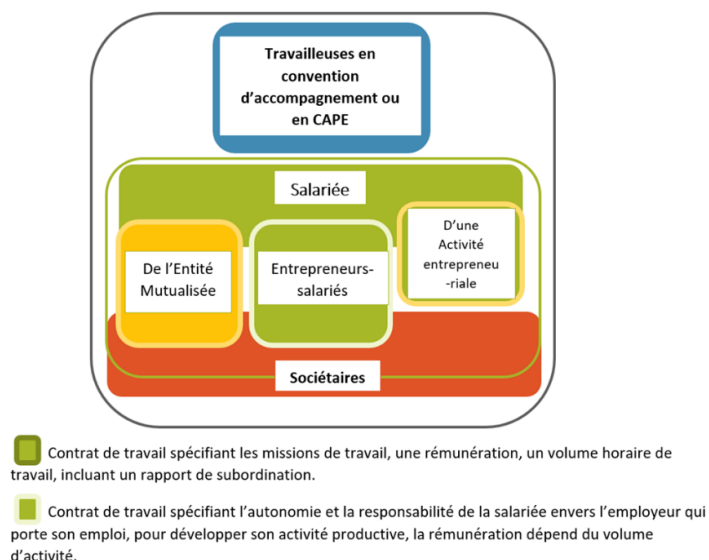 Travailleuses en
convention
d'accompagnement ou
en CAPE
Salariée
De l'Entité
Mutualisée
Entrepreneurs-
salariés
D'une
Activité
entrepreneu
-riale
Sociétaires
Contrat de travail spécifiant les missions de travail, une rémunération, un volume horaire de
travail, incluant un rapport de subordination.
Contrat de travail spécifiant l'autonomie et la responsabilité de la salariée envers l'employeur qui
porte son emploi, pour développer son activité productive, la rémunération dépend du volume
d'activité.